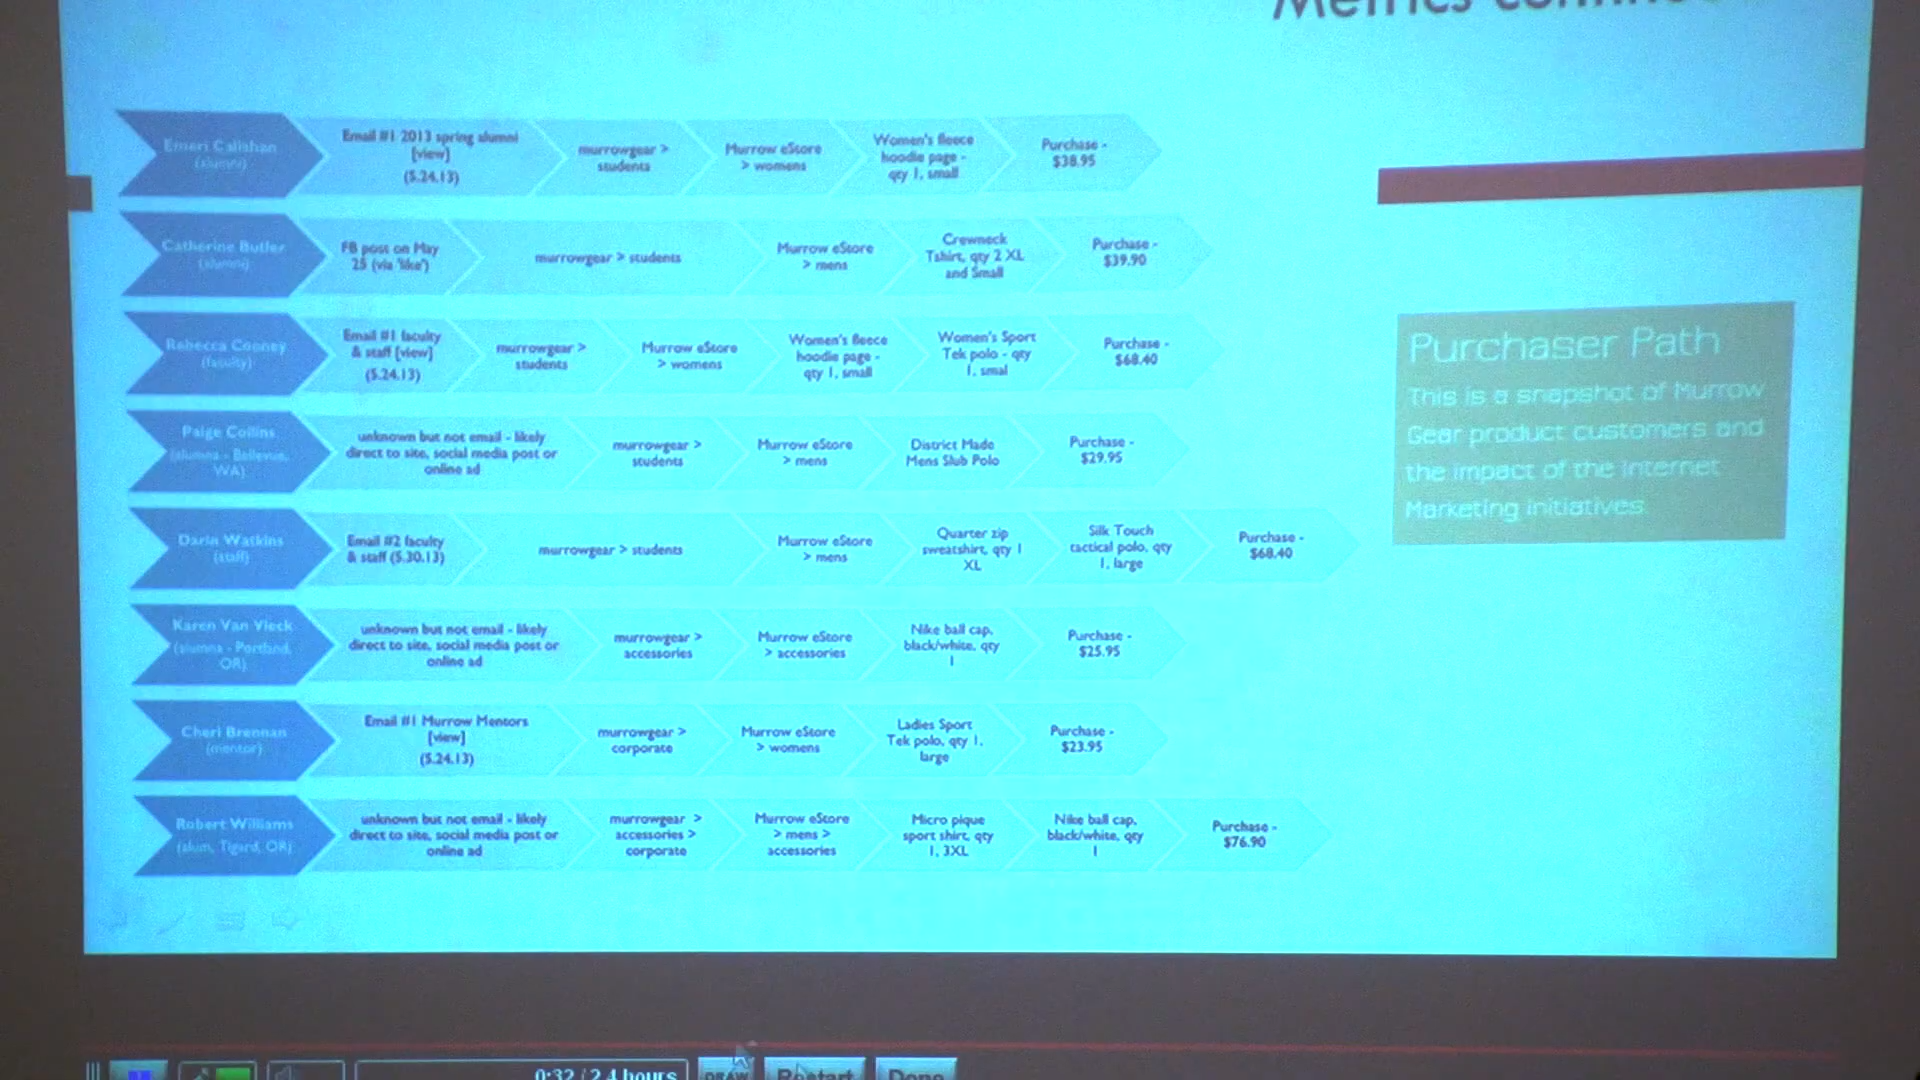 Metrics
Emeri Calishan
(alumni)
Email #1 2013 spring alumni
[view]
(5.24.13)
murrowgear >
students
Murrow eStore
> womens
Women's fleece
hoodie page -
qty 1, small
Purchase -
$38.95
Catherine Butler
(alumni)
FB post on May
25 (via 'like')
murrowgear > students
Murrow eStore
> mens
Crewneck
Tshirt, qty 2 XL
and Small
Purchase -
$39.90
Rebecca Cooney
(faculty)
Email #1 faculty
& staff [view]
(5.24.13)
murrowgear >
students
Murrow eStore
> womens
Women's fleece
hoodie page -
qty 1, small
Women's Sport
Tek polo - qty
1, smal
Purchase -
$68.40
Paige Collins
(alumna - Bellevue,
WA)
unknown but not email - likely
direct to site, social media post or
online ad
murrowgear >
students
Murrow eStore
> mens
District Made
Mens Slub Polo
Purchase -
$29.95
Darin Watkins
(staff)
Email #2 faculty
& staff (5.30.13)
murrowgear > students
Murrow eStore
> mens
Quarter zip
sweatshirt, qty 1
XL
Silk Touch
tactical polo, qty
1, large
Purchase -
$68.40
Karen Van Vleck
(alumna - Portlnd,
OR)
unknown but not email - likely
direct to site, social media post or
online ad
murrowgear >
accessories
Murrow eStore
> accessories
Nike ball cap,
black/white, qty
1
Purchase -
$25.95
Cheri Brennan
(mentor)
Email #1 Murrow Mentors
[view]
(5.24.13)
murrowgear >
corporate
Murrow eStore
> womens
Ladies Sport
Tek polo, qty 1,
large
Purchase -
$23.95
Robert Williams
(alum, Tigard, OR)
unknown but not email - likely
direct to site, social media post or
online ad
murrowgear >
accessories >
corporate
Murrow eStore
> mens >
accessories
Micro pique
sport shirt, qty
1, 3XL
Nike ball cap,
black/white, qty
1
Purchase -
$76.90
Purchaser Path
This is a snapshot of Murrow
Gear product customers and
the impact of the Internet
Marketing initiatives
0:32 / 2.4 hours
DRAW
Restart
Done